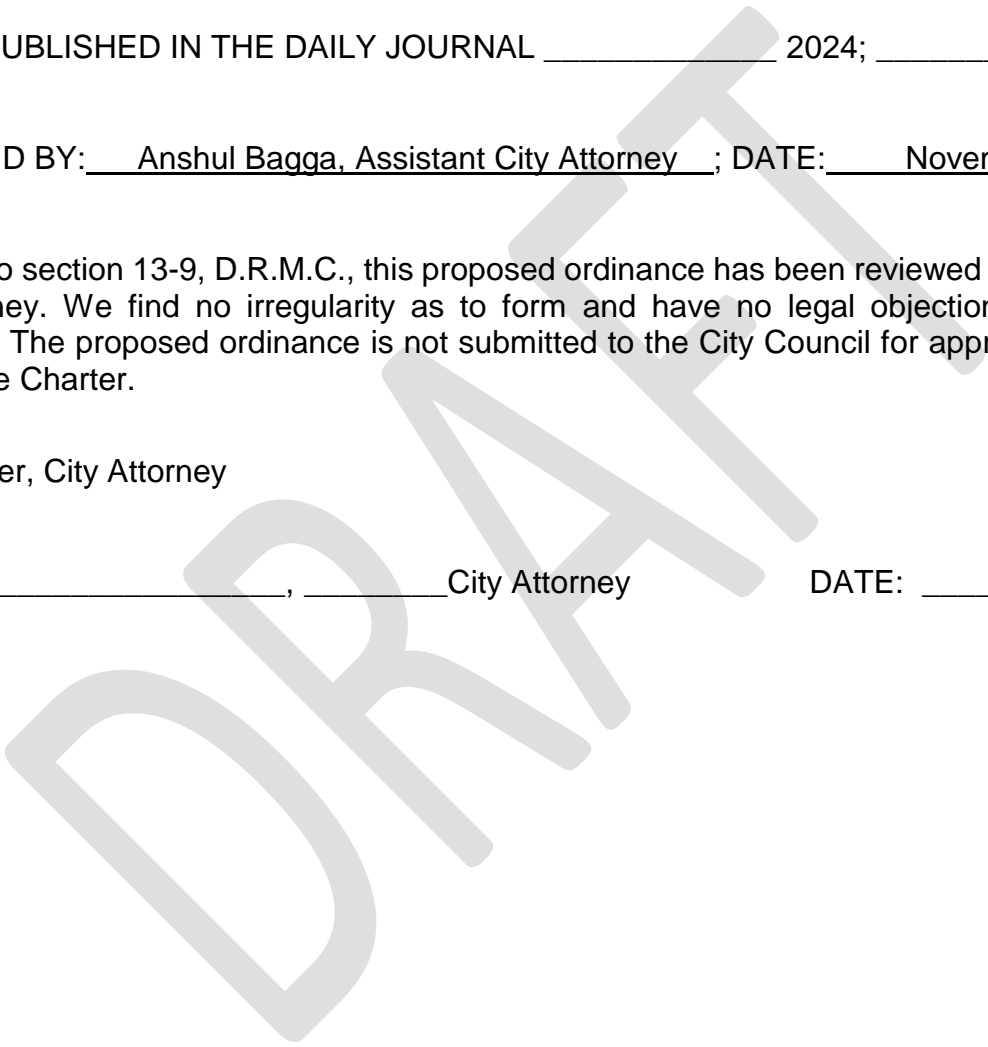 UBLISHED IN THE DAILY JOURNAL _____________ 2024; ______
D BY: Anshul Bagga, Assistant City Attorney ; DATE: Nover
o section 13-9, D.R.M.C., this proposed ordinance has been reviewed
ney. We find no irregularity as to form and have no legal objection
The proposed ordinance is not submitted to the City Council for appr
e Charter.
er, City Attorney
________________, ________City Attorney DATE: ____
DRAFT